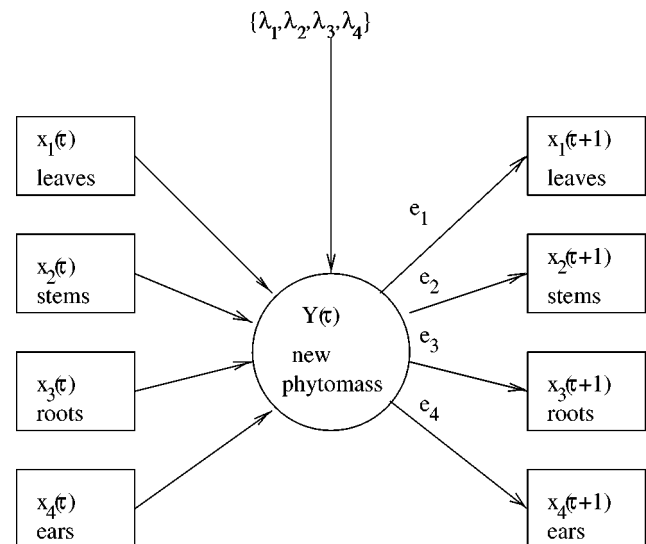 {λ₁,λ₂,λ₃,λ₄}
x₁(τ)
leaves
x₂(τ)
stems
x₃(τ)
roots
x₄(τ)
ears
Y(τ)
new
phytomass
e₁
e₂
e₃
e₄
x₁(τ+1)
leaves
x₂(τ+1)
stems
x₃(τ+1)
roots
x₄(τ+1)
ears